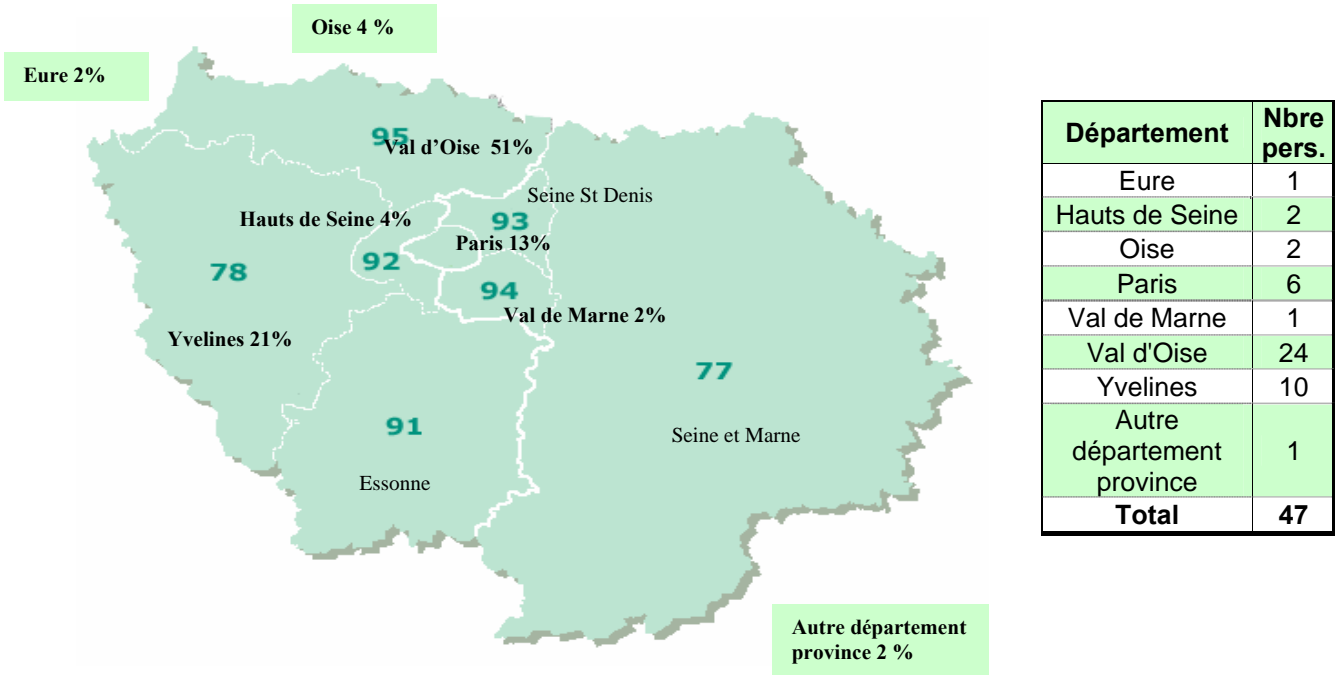 Oise 4 %
Eure 2%
95
Val d’Oise 51%
Seine St Denis
93
Hauts de Seine 4%
Paris 13%
92
78
94
Val de Marne 2%
Yvelines 21%
77
91
Seine et Marne
Essonne
Autre département
province 2 %
Département Nbre
pers.
Eure 1
Hauts de Seine 2
Oise 2
Paris 6
Val de Marne 1
Val d'Oise 24
Yvelines 10
Autre
département 1
province
Total 47